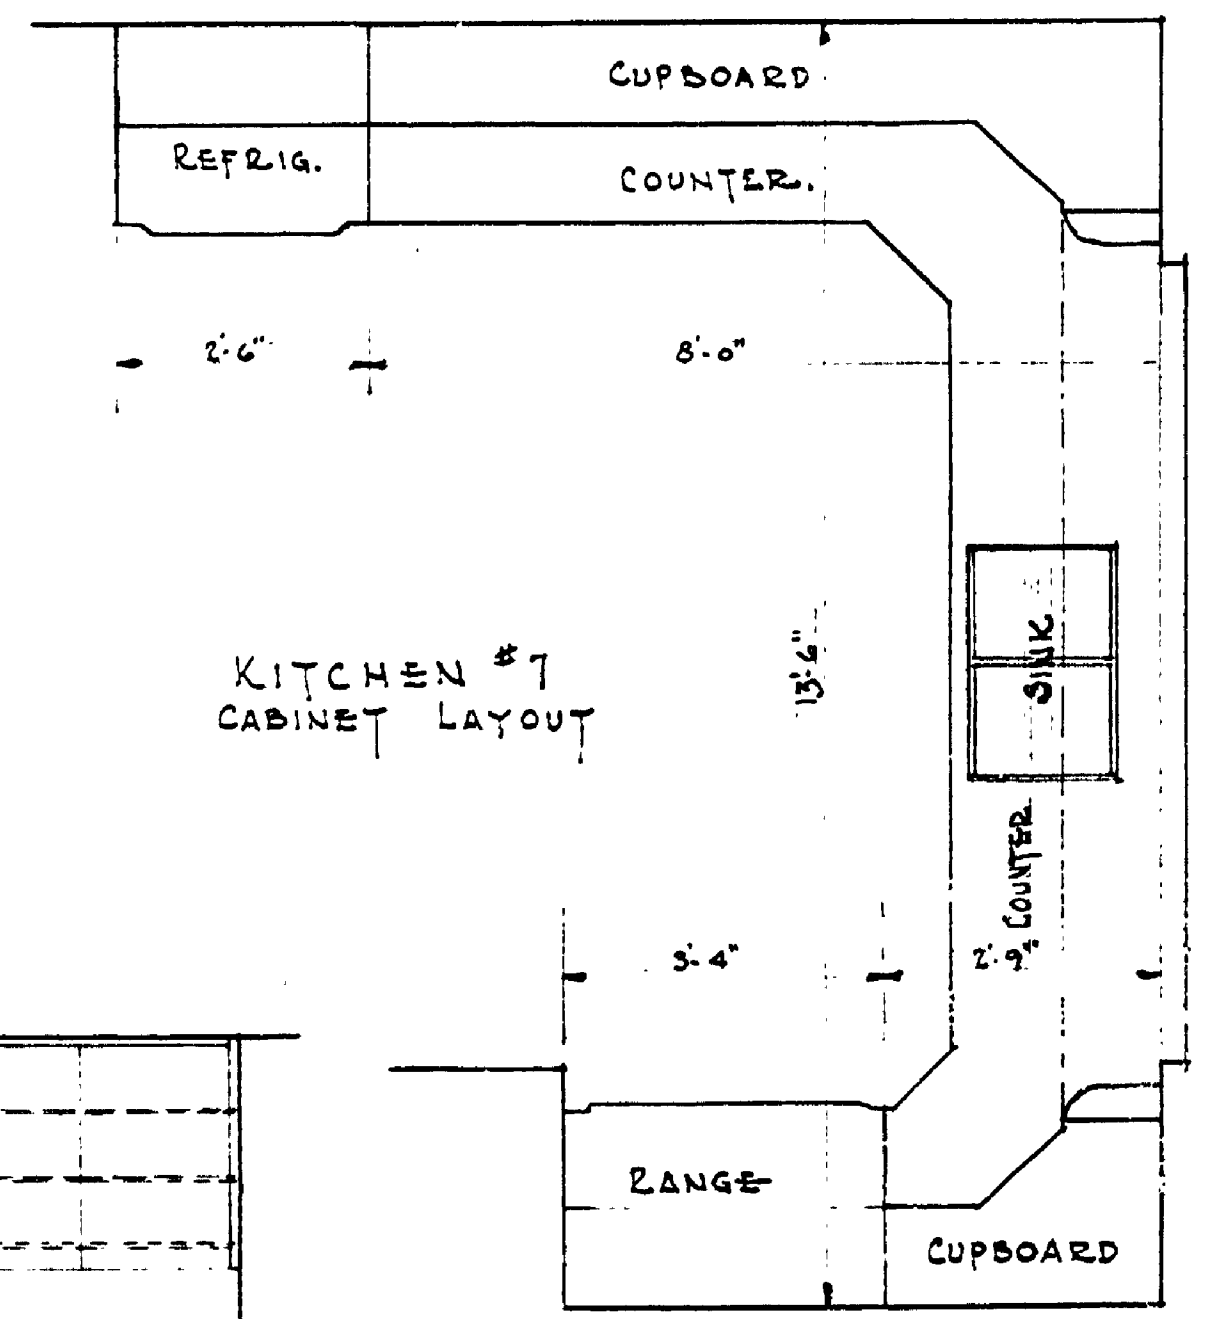 CUPBOARD
REFRIG.
COUNTER.
2'-6"
8'-0"
KITCHEN #7
CABINET LAYOUT
13'-6"
SINK
COUNTER
3'-4"
2'-9"
RANGE
CUPBOARD